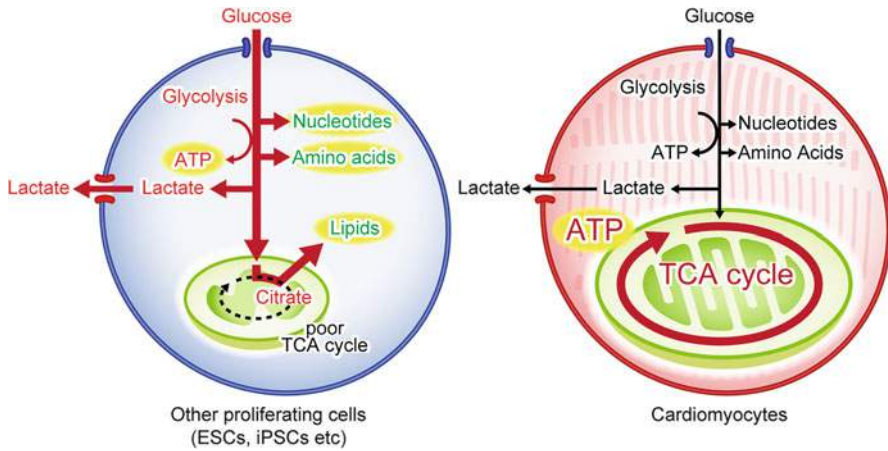 Glucose
Glycolysis
Nucleotides
ATP
Amino acids
Lactate
Lactate
Lipids
Citrate
poor
TCA cycle
Other proliferating cells
(ESCs, iPSCs etc)
Glucose
Glycolysis
Nucleotides
ATP
Amino Acids
Lactate
Lactate
ATP
TCA cycle
Cardiomyocytes